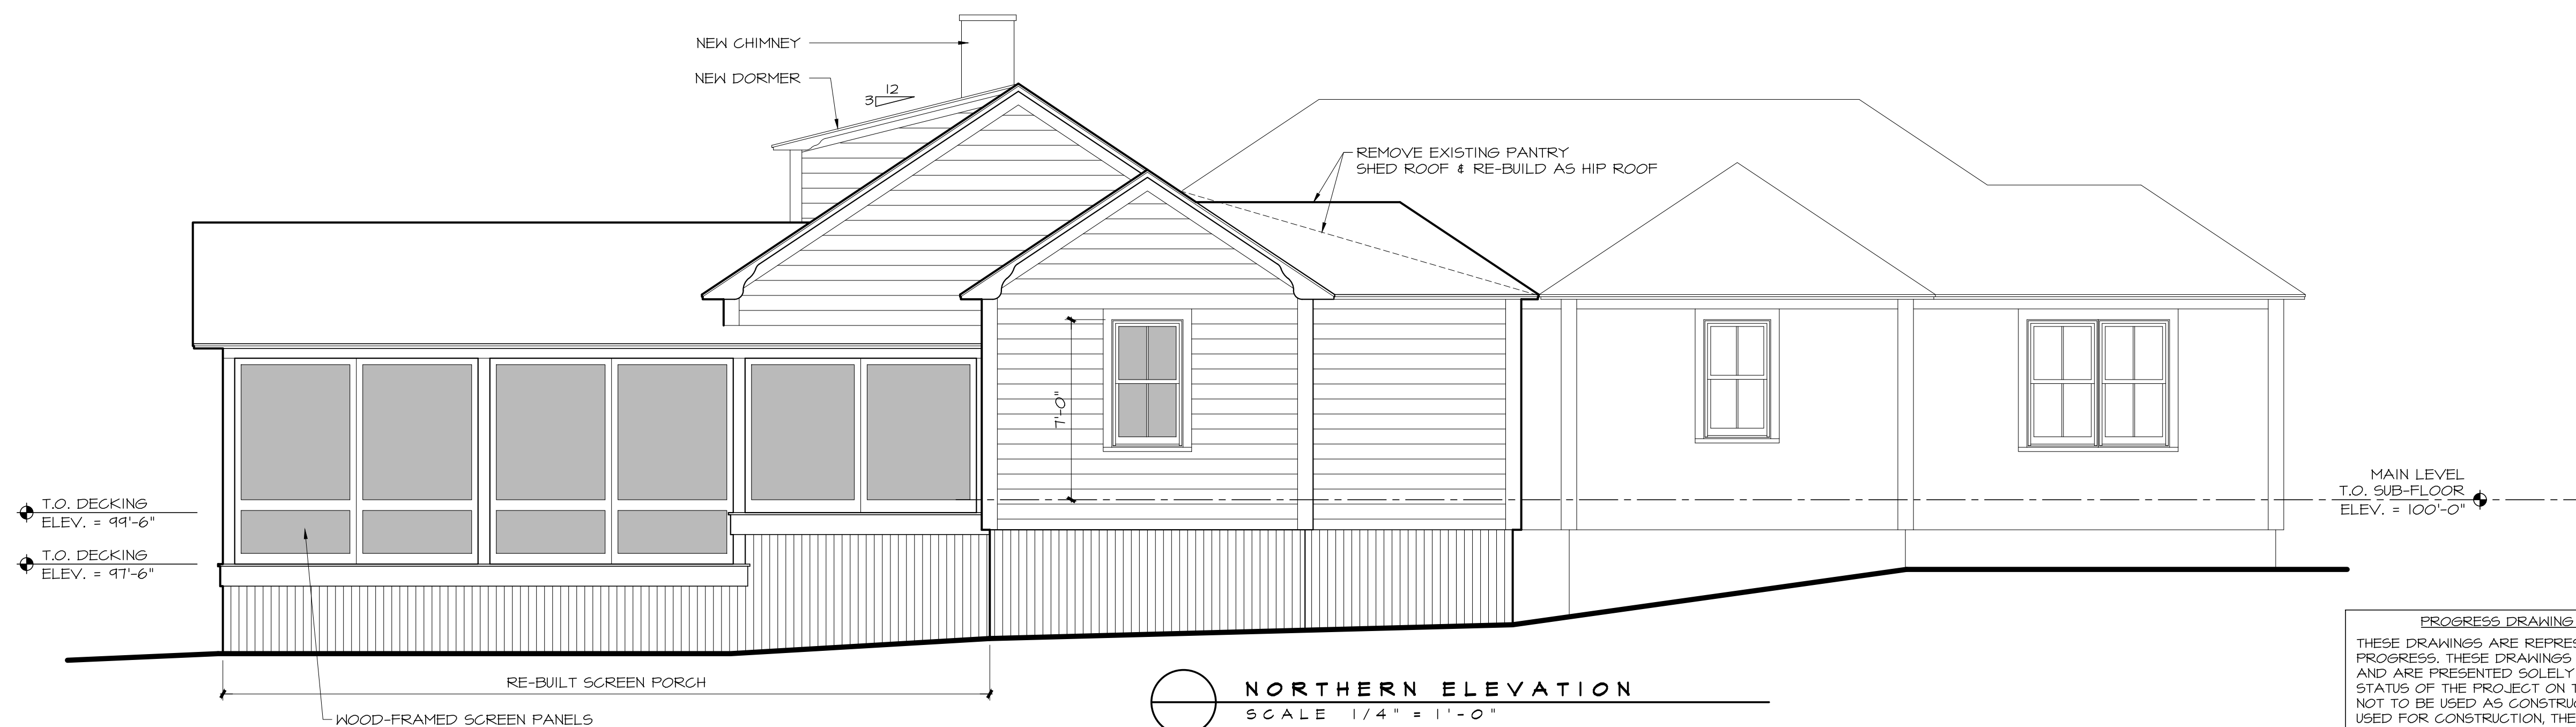 NEW CHIMNEY
NEW DORMER
12
3
REMOVE EXISTING PANTRY
SHED ROOF & RE-BUILD AS HIP ROOF
7'-0"
T.O. DECKING
ELEV. = 99'-6"
T.O. DECKING
ELEV. = 97'-6"
MAIN LEVEL
T.O. SUB-FLOOR
ELEV. = 100'-0"
RE-BUILT SCREEN PORCH
WOOD-FRAMED SCREEN PANELS
NORTHERN ELEVATION
SCALE 1/4" = 1'-0"
PROGRESS DRAWING
THESE DRAWINGS ARE
PROGRESS. THESE DRAWINGS
AND ARE PRESENTED SOLELY
STATUS OF THE PROJECT ON
NOT TO BE USED AS
USED FOR CONSTRUCTION, THE